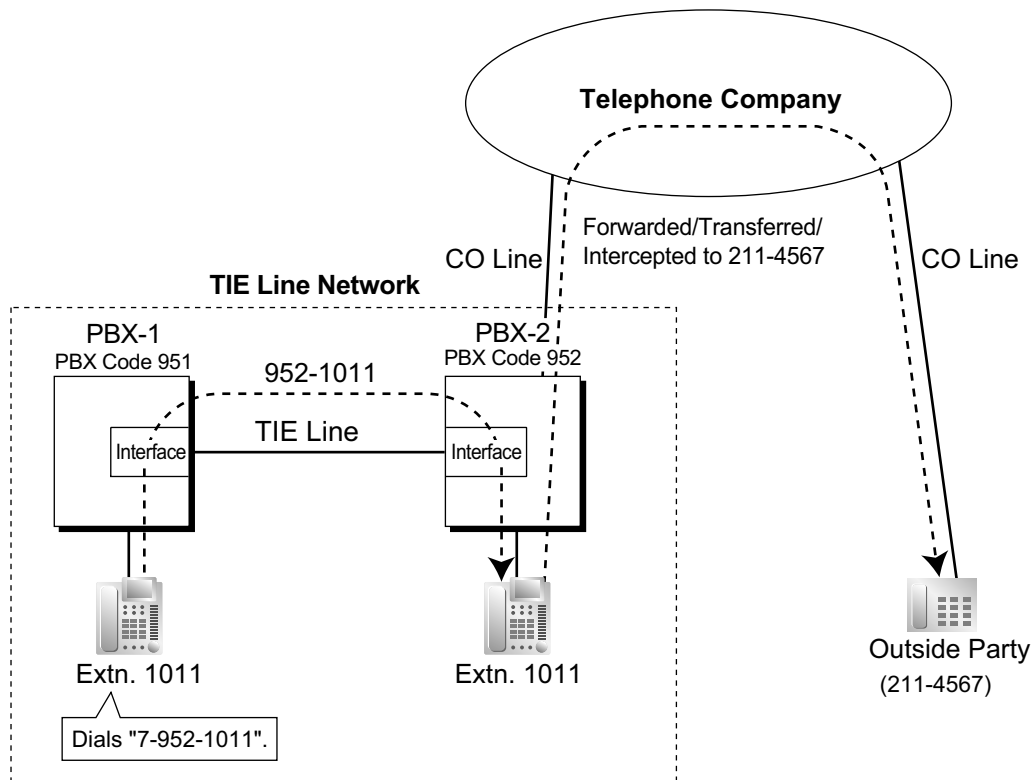 Telephone Company
Forwarded/Transferred/
Intercepted to 211-4567
CO Line
CO Line
TIE Line Network
PBX-1
PBX Code 951
PBX-2
PBX Code 952
952-1011
TIE Line
Interface
Interface
Extn. 1011
Extn. 1011
Outside Party
(211-4567)
Dials "7-952-1011".